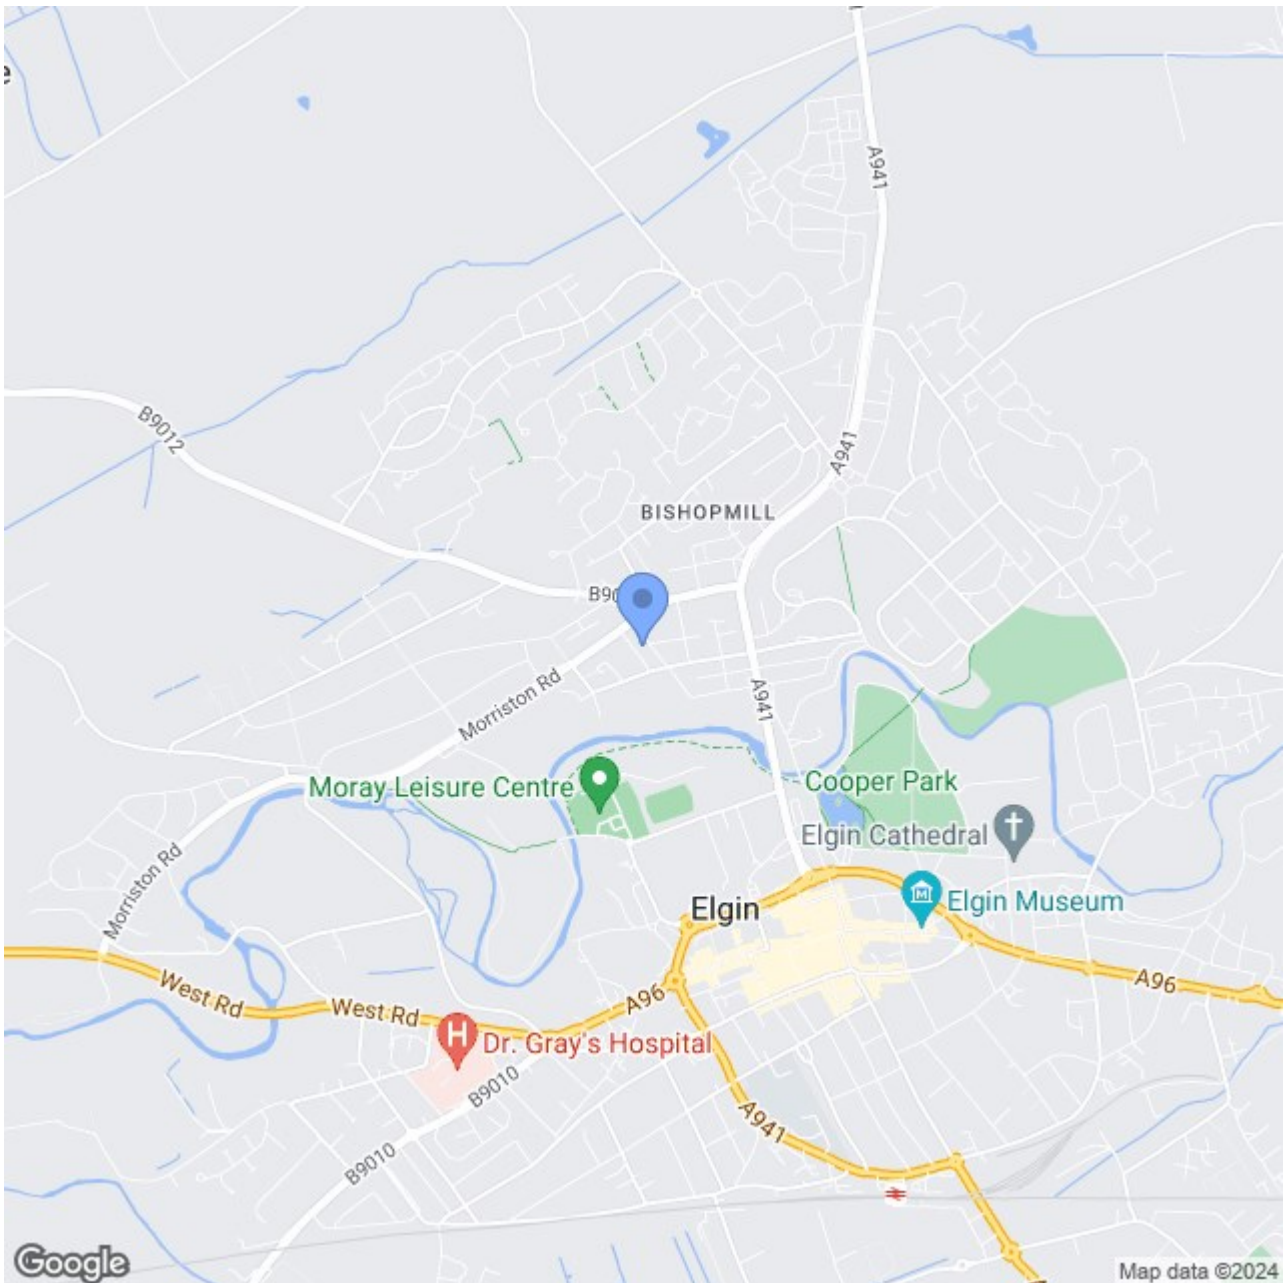 e
A941
B9012
A941
BISHOPMILL
Morriston Rd
A941
Moray Leisure Centre
Cooper Park
Elgin Cathedral
Morriston Rd
Elgin
Elgin Museum
West Rd
West Rd
A96
A96
H
Dr. Gray's Hospital
B9010
A941
B9010
M
Google
Map data ©2024